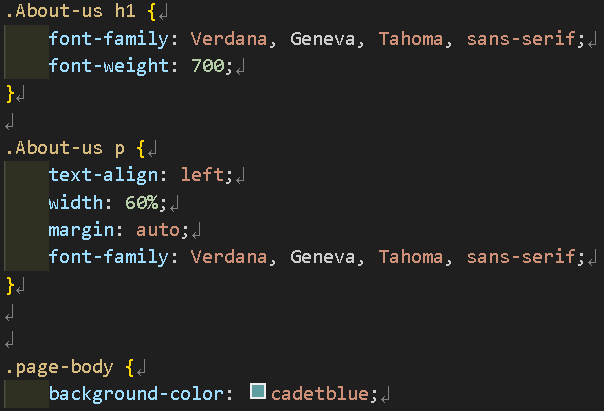 .About-us h1 {
    font-family: Verdana, Geneva, Tahoma, sans-serif;
    font-weight: 700;
}

.About-us p {
    text-align: left;
    width: 60%;
    margin: auto;
    font-family: Verdana, Geneva, Tahoma, sans-serif;
}


.page-body {
    background-color: cadetblue;